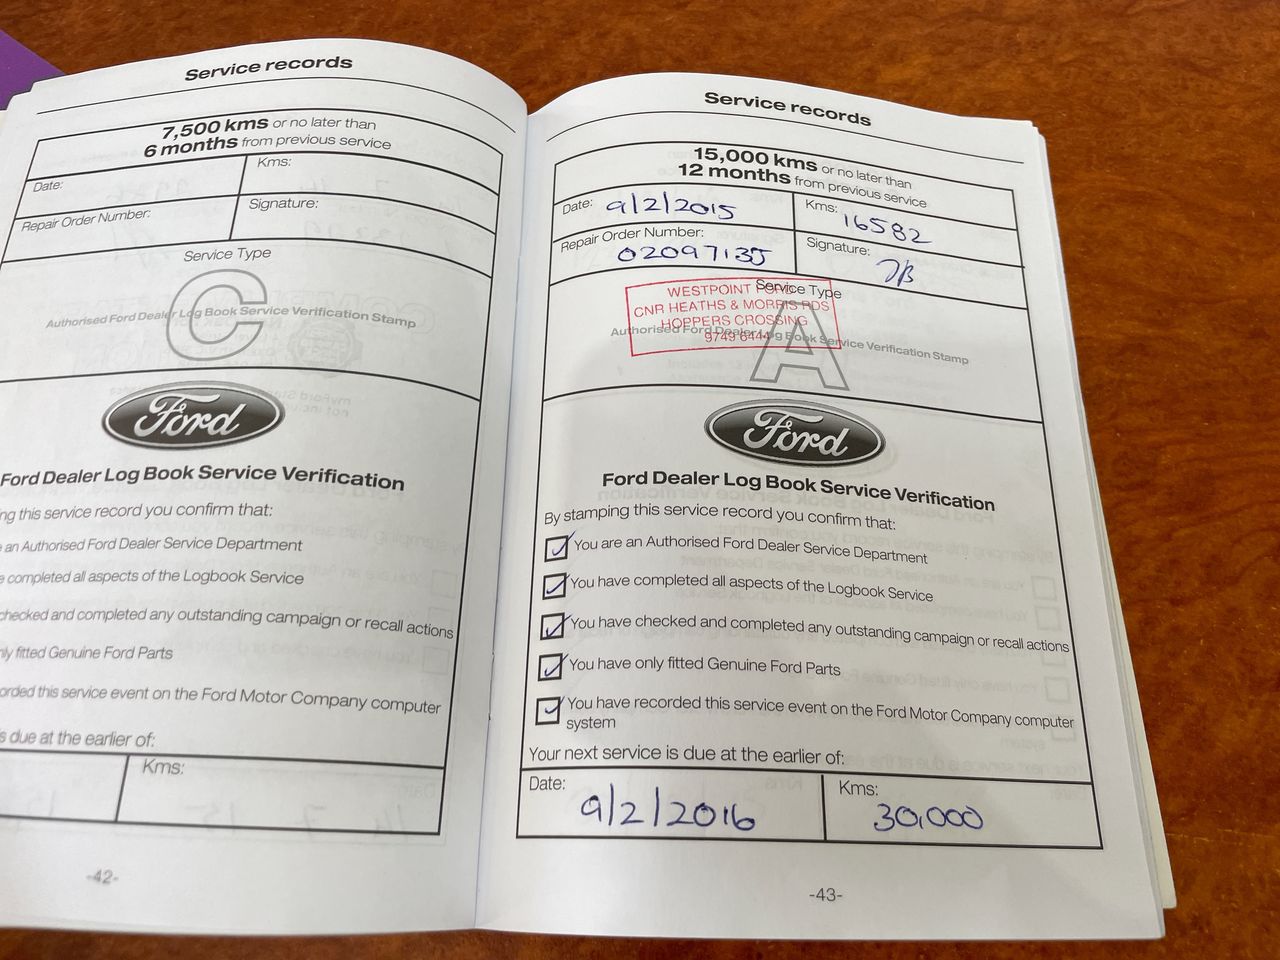 Service records
7,500 kms or no later than
6 months from previous service
Date:
Kms:
Repair Order Number:
Signature:
Service Type
C
Authorised Ford Dealer Log Book Service Verification Stamp
Ford
Ford Dealer Log Book Service Verification
ng this service record you confirm that:
e an Authorised Ford Dealer Service Department
e completed all aspects of the Logbook Service
checked and completed any outstanding campaign or recall actions
nly fitted Genuine Ford Parts
orded this service event on the Ford Motor Company computer
s due at the earlier of:
Kms:
-42-
Service records
15,000 kms or no later than
12 months from previous service
Date: 9/2/2015
Kms: 16582
Repair Order Number: 02097135
Signature:
Service Type
A
WESTPOINT FORD
CNR HEATHS & MORRIS RDS
HOPPERS CROSSING
9749 6444
Authorised Ford Dealer Log Book Service Verification Stamp
Ford
Ford Dealer Log Book Service Verification
By stamping this service record you confirm that:
You are an Authorised Ford Dealer Service Department
You have completed all aspects of the Logbook Service
You have checked and completed any outstanding campaign or recall actions
You have only fitted Genuine Ford Parts
You have recorded this service event on the Ford Motor Company computer
system
Your next service is due at the earlier of:
Date: 9/2/2016
Kms: 30,000
-43-